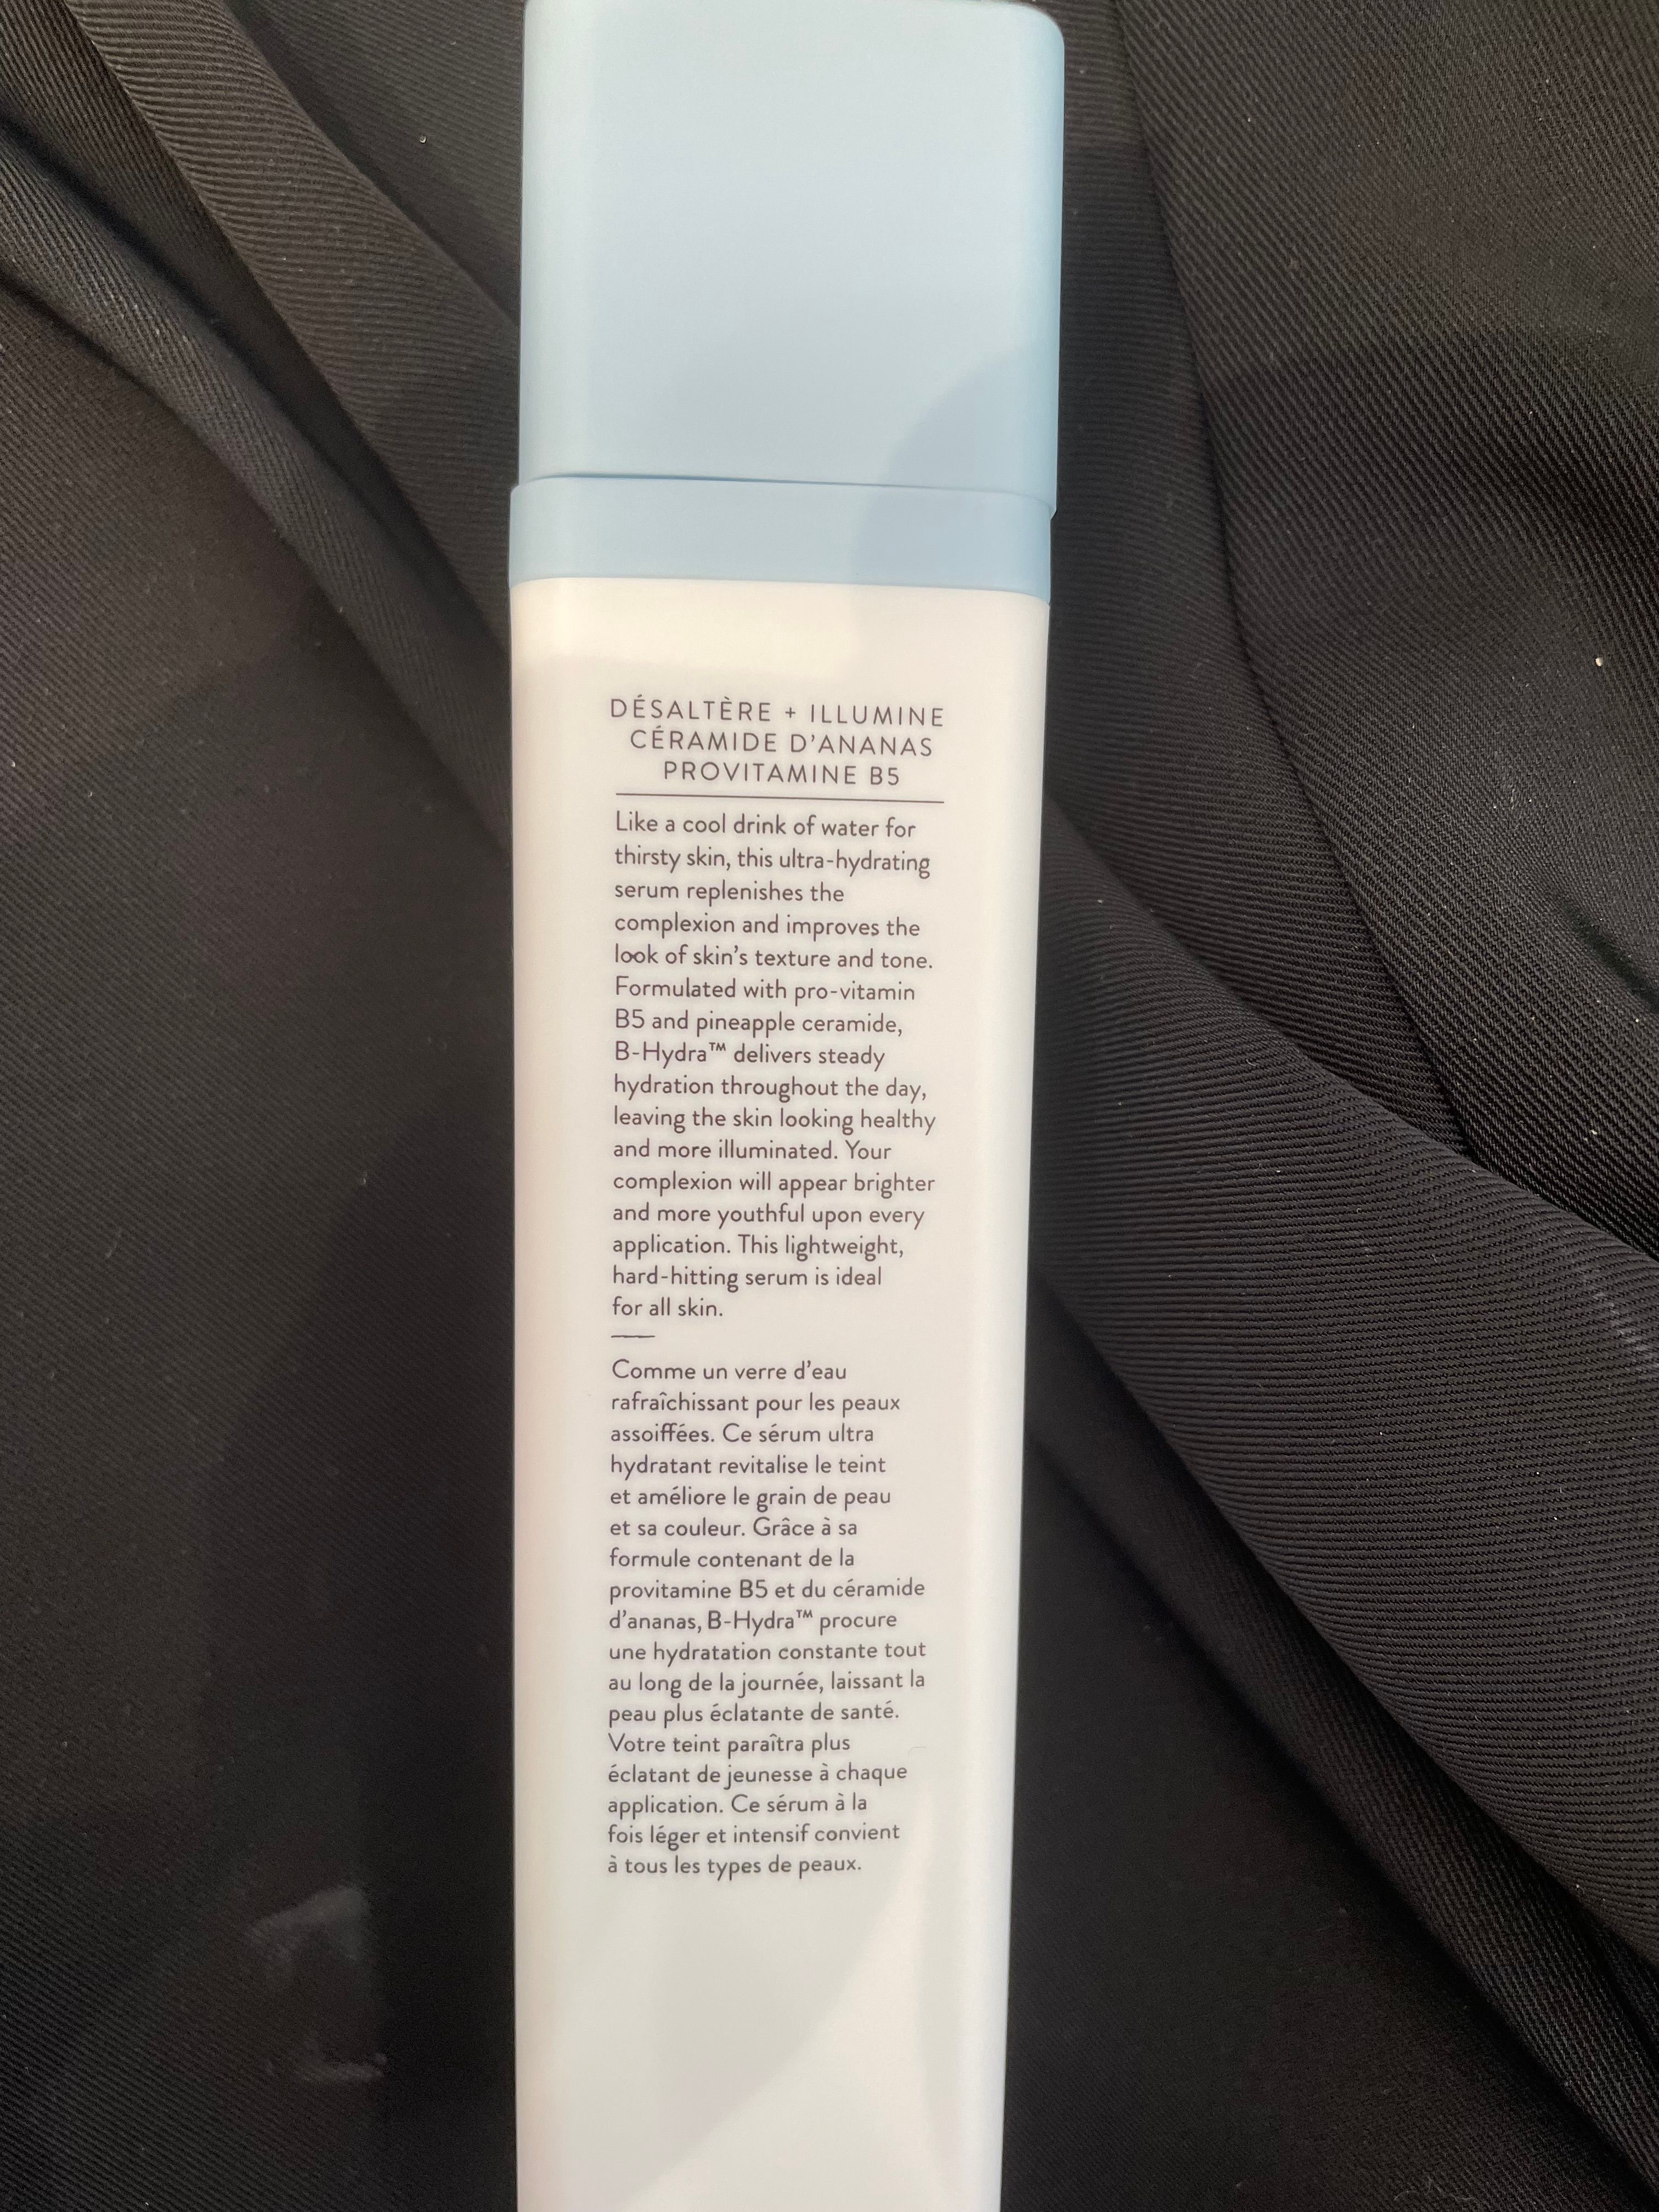 DÉSALTÈRE + ILLUMINE
CÉRAMIDE D'ANANAS
PROVITAMINE B5
Like a cool drink of water for
thirsty skin, this ultra-hydrating
serum replenishes the
complexion and improves the
look of skin's texture and tone.
Formulated with pro-vitamin
B5 and pineapple ceramide,
B-Hydra™ delivers steady
hydration throughout the day,
leaving the skin looking healthy
and more illuminated. Your
complexion will appear brighter
and more youthful upon every
application. This lightweight,
hard-hitting serum is ideal
for all skin.
Comme un verre d'eau
rafraîchissant pour les peaux
assoiffées. Ce sérum ultra
hydratant revitalise le teint
et améliore le grain de peau
et sa couleur. Grâce à sa
formule contenant de la
provitamine B5 et du céramide
d'ananas, B-Hydra™ procure
une hydratation constante tout
au long de la journée, laissant la
peau plus éclatante de santé.
Votre teint paraîtra plus
éclatant de jeunesse à chaque
application. Ce sérum à la
fois léger et intensif convient
à tous les types de peaux.